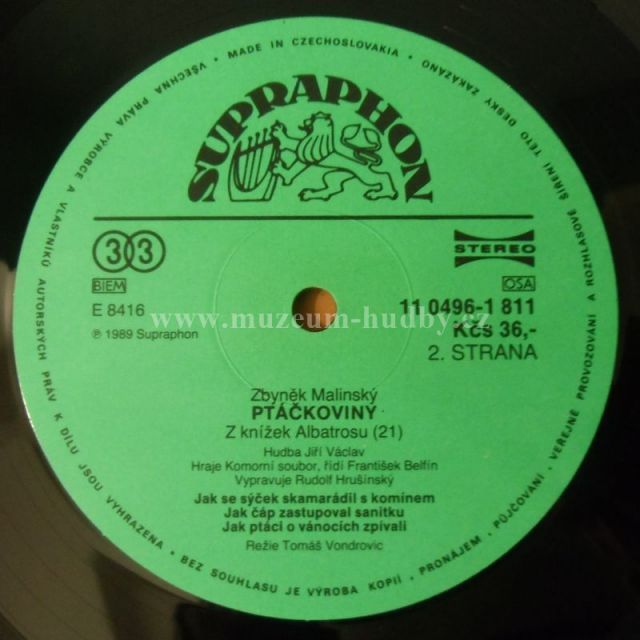 VŠECHNA PRÁVA VÝROBCE A VLASTNÍKŮ AUTORSKÝCH PRÁV K DÍLU JSOU VYHRAZENA • BEZ SOUHLASU JE VÝROBA KOPIÍ • PRONÁJEM • PŮJČOVÁNÍ • VEŘEJNÉ PROVOZOVÁNÍ A ROZHLASOVÉ ŠÍŘENÍ TÉTO DESKY ZAKÁZÁNO
• MADE IN CZECHOSLOVAKIA •
SUPRAPHON
33
STEREO
BIEM
OSA
E 8416
11 0496-1 811
www.muzeum-hudby.cz
Kčs 36,-
℗ 1989 Supraphon
2. STRANA
Zbyněk Malinský
PTÁČKOVINY
Z knížek Albatrosu (21)
Hudba Jiří Václav
Hraje Komorní soubor, řídí František Belfín
Vypravuje Rudolf Hrušínský
Jak se sýček skamarádil s komínem
Jak čáp zastupoval sanitku
Jak ptáci o vánocích zpívali
Režie Tomáš Vondrovic